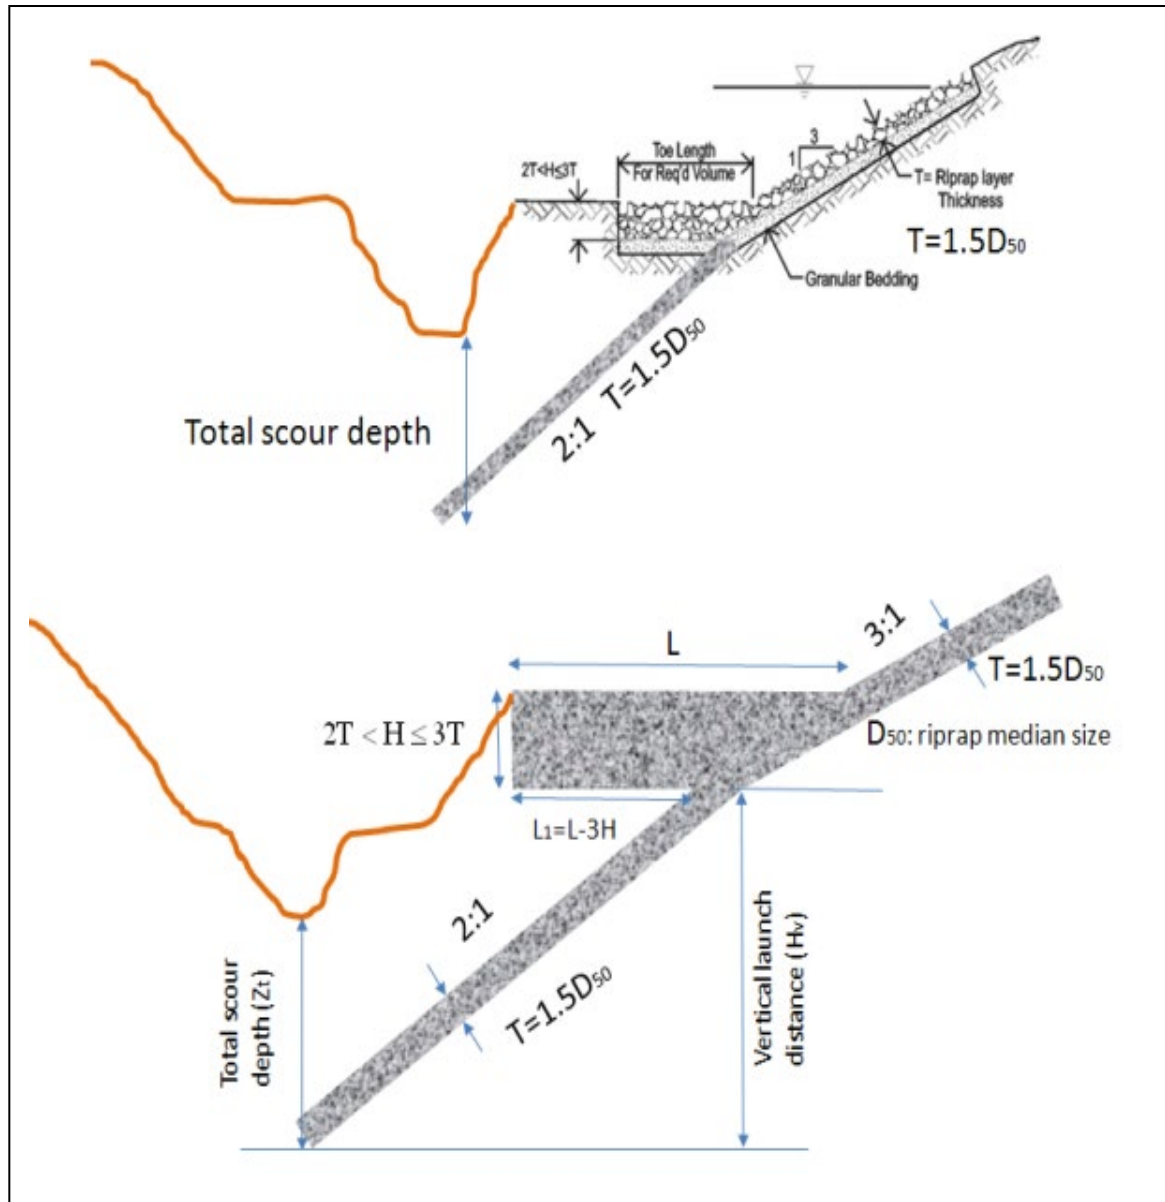 2T<H≤3T
Toe Length
For Req'd Volume
3
1
T= Riprap layer
Thickness
T=1.5D50
Granular Bedding
2:1 T=1.5D50
Total scour depth
L
3:1
T=1.5D50
2T < H ≤ 3T
D50: riprap median size
L1=L-3H
2:1
T=1.5D50
Total scour
depth (Zt)
Vertical launch
distance (Hv)